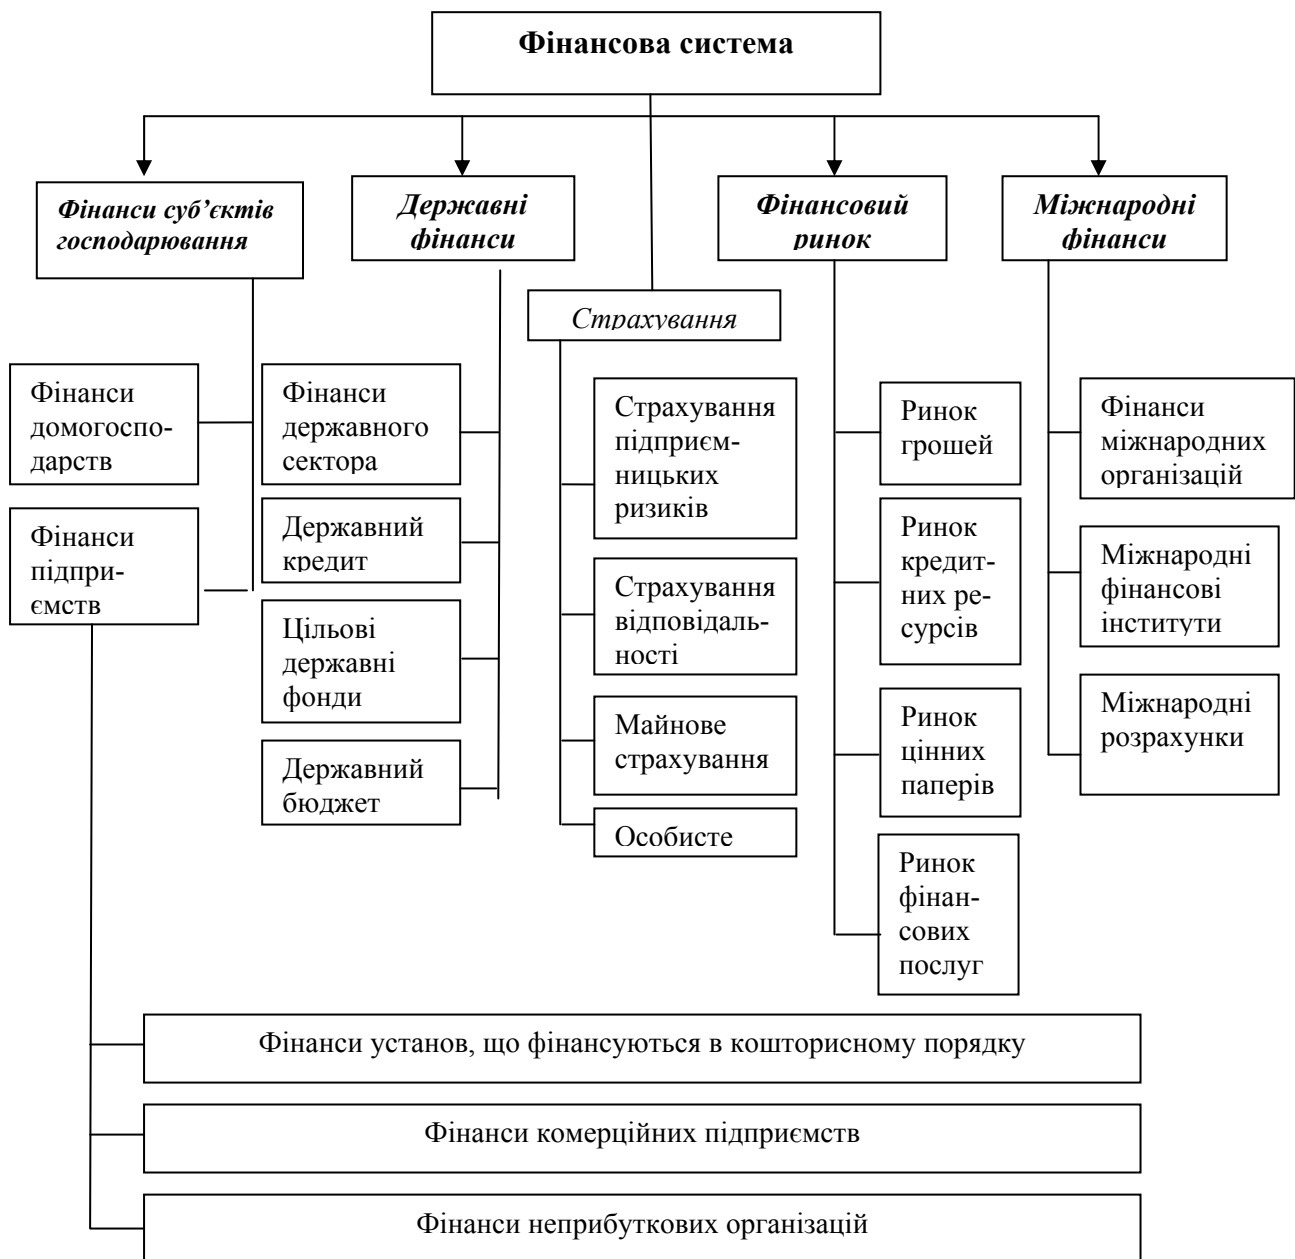 Фінансова система
Фінанси суб’єктів
господарювання
Державні
фінанси
Фінансовий
ринок
Міжнародні
фінанси
Страхування
Фінанси
домогоспо-
дарств
Фінанси
підпри-
ємств
Фінанси
державного
сектора
Державний
кредит
Цільові
державні
фонди
Державний
бюджет
Страхування
підприєм-
ницьких
ризиків
Страхування
відповідаль-
ності
Майнове
страхування
Особисте
Ринок
грошей
Ринок
кредит-
них ре-
сурсів
Ринок
цінних
паперів
Ринок
фінан-
сових
послуг
Фінанси
міжнародних
організацій
Міжнародні
фінансові
інститути
Міжнародні
розрахунки
Фінанси установ, що фінансуються в кошторисному порядку
Фінанси комерційних підприємств
Фінанси неприбуткових організацій